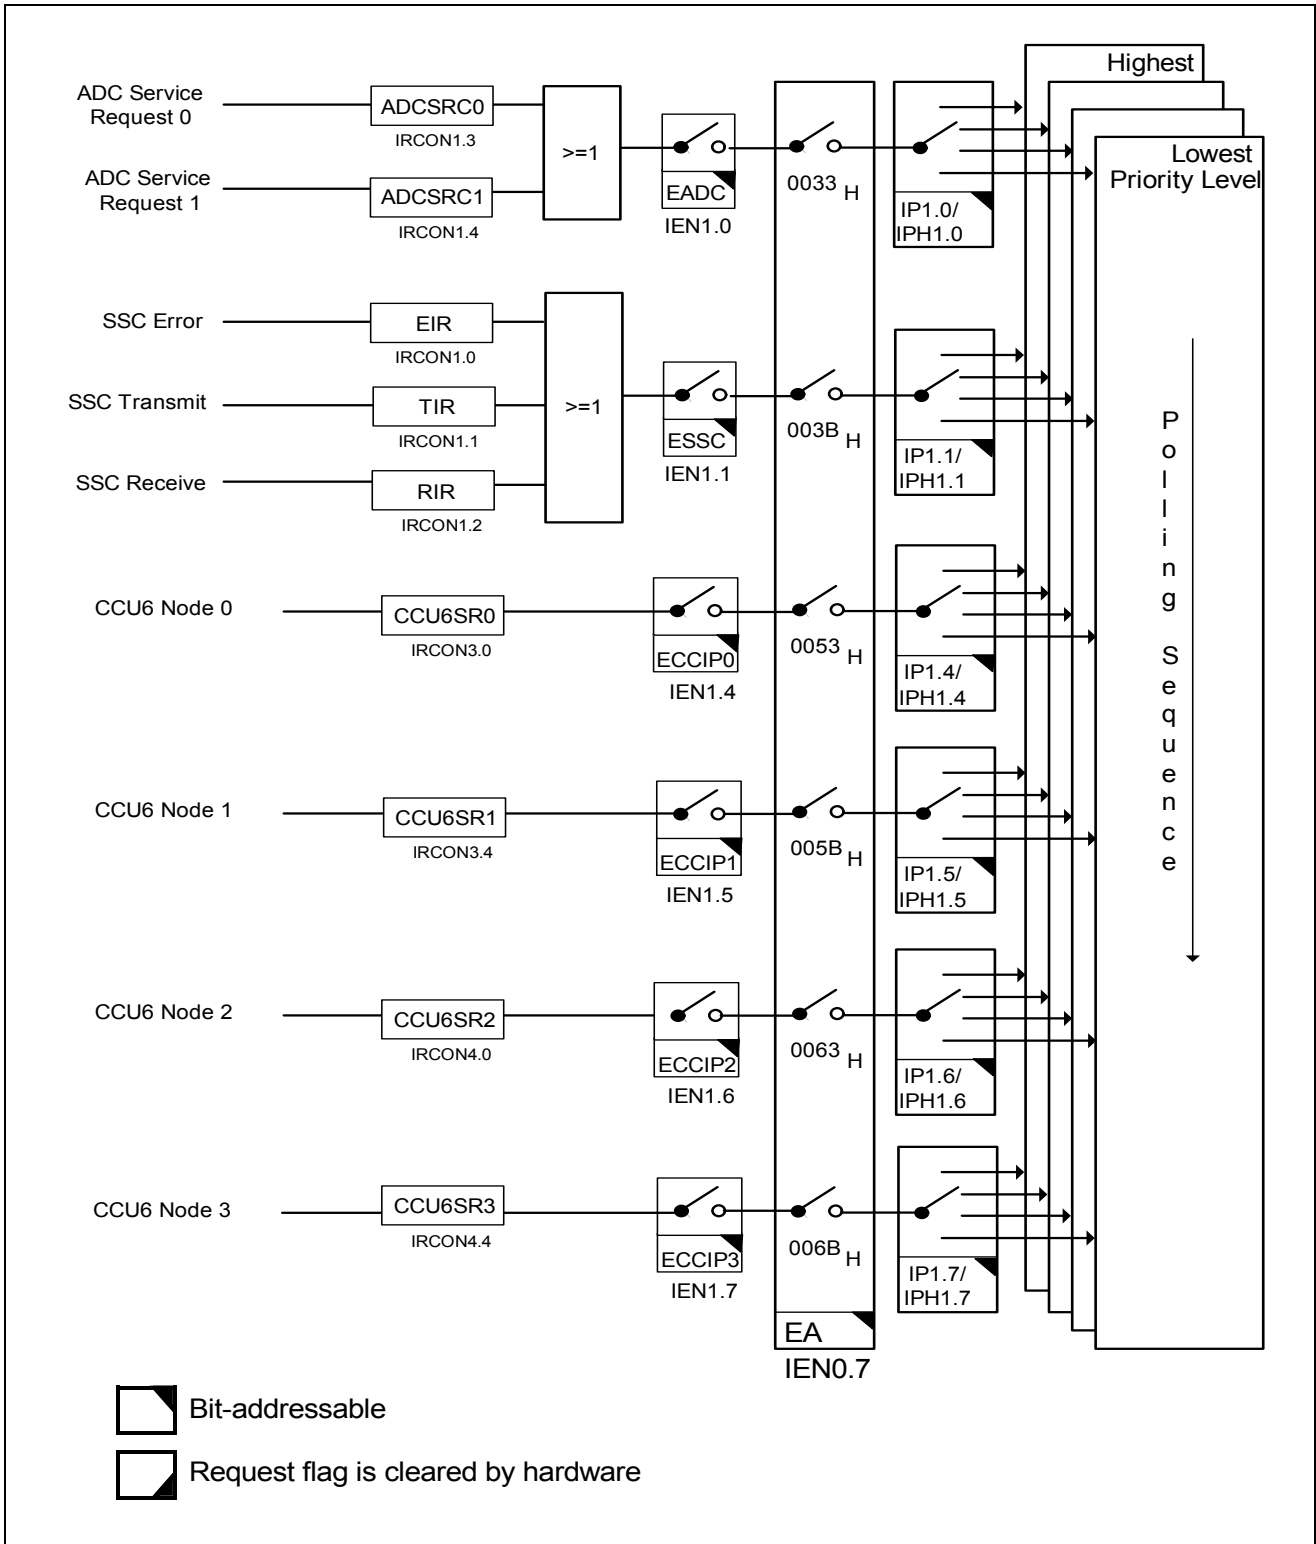 Highest
Lowest
Priority Level
ADC Service
Request 0
ADCSRC0
IRCON1.3
ADC Service
Request 1
ADCSRC1
IRCON1.4
>=1
EADC
IEN1.0
0033 H
IP1.0/
IPH1.0
SSC Error
EIR
IRCON1.0
SSC Transmit
TIR
IRCON1.1
SSC Receive
RIR
IRCON1.2
>=1
ESSC
IEN1.1
003B H
IP1.1/
IPH1.1
Polling Sequence
CCU6 Node 0
CCU6SR0
IRCON3.0
ECCIP0
IEN1.4
0053 H
IP1.4/
IPH1.4
CCU6 Node 1
CCU6SR1
IRCON3.4
ECCIP1
IEN1.5
005B H
IP1.5/
IPH1.5
CCU6 Node 2
CCU6SR2
IRCON4.0
ECCIP2
IEN1.6
0063 H
IP1.6/
IPH1.6
CCU6 Node 3
CCU6SR3
IRCON4.4
ECCIP3
IEN1.7
006B H
IP1.7/
IPH1.7
EA
IEN0.7
Bit-addressable
Request flag is cleared by hardware